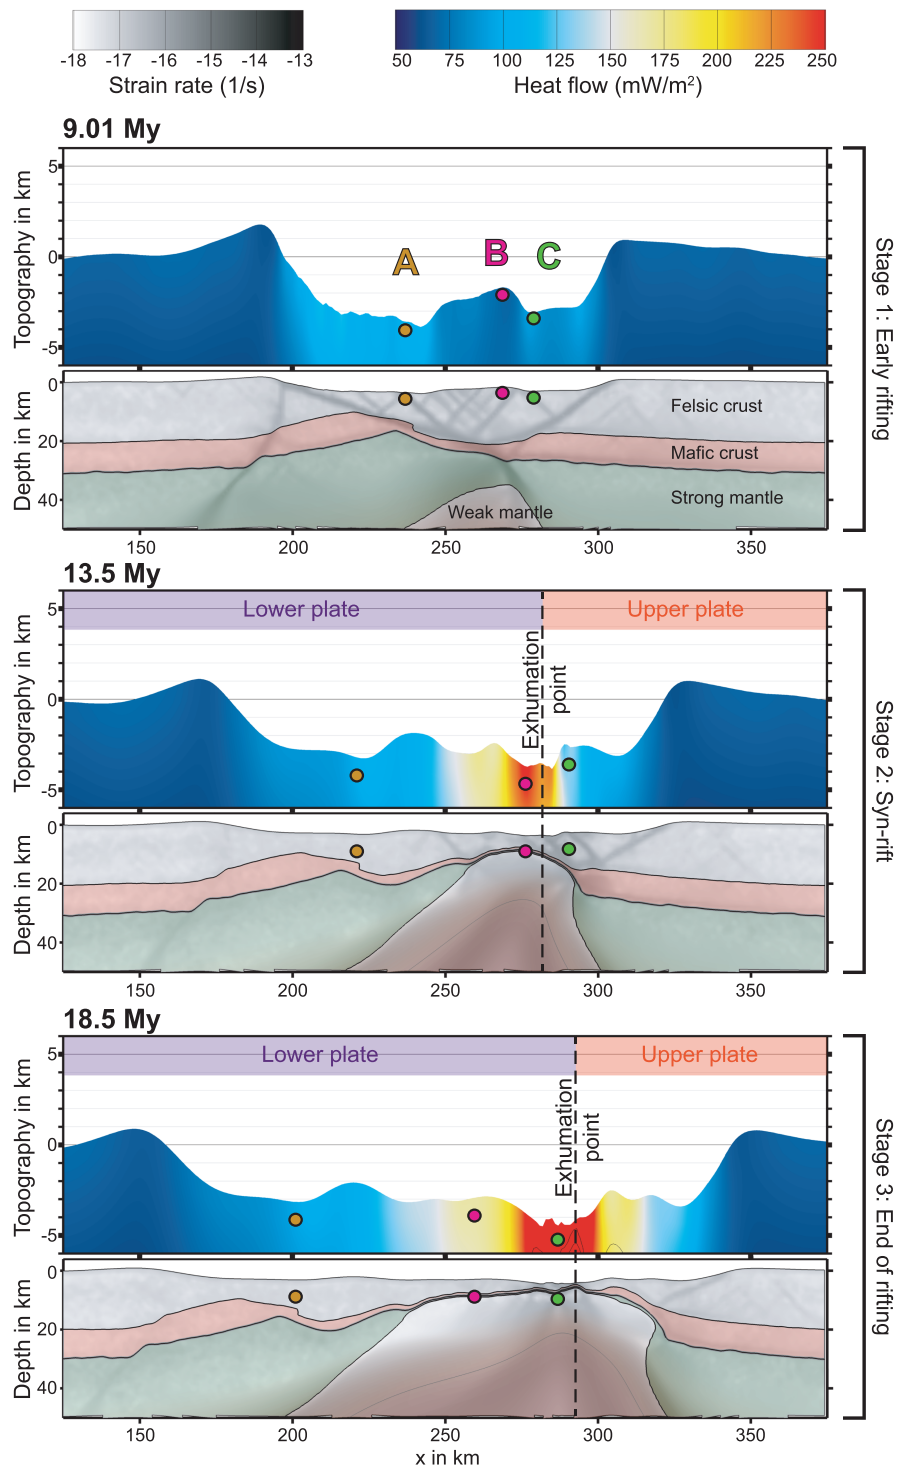 -18 -17 -16 -15 -14 -13
Strain rate (1/s)
50 75 100 125 150 175 200 225 250
Heat flow (mW/m²)
9.01 My
Topography in km
5
0
-5
A B C
Depth in km
0
20
40
Felsic crust
Mafic crust
Strong mantle
Weak mantle
150 200 250 300 350
Stage 1: Early rifting
13.5 My
Lower plate
Upper plate
Topography in km
5
0
-5
Exhumation
point
Depth in km
0
20
40
150 200 250 300 350
Stage 2: Syn-rift
18.5 My
Lower plate
Upper plate
Topography in km
5
0
-5
Exhumation
point
Depth in km
0
20
40
150 200 250 300 350
x in km
Stage 3: End of rifting